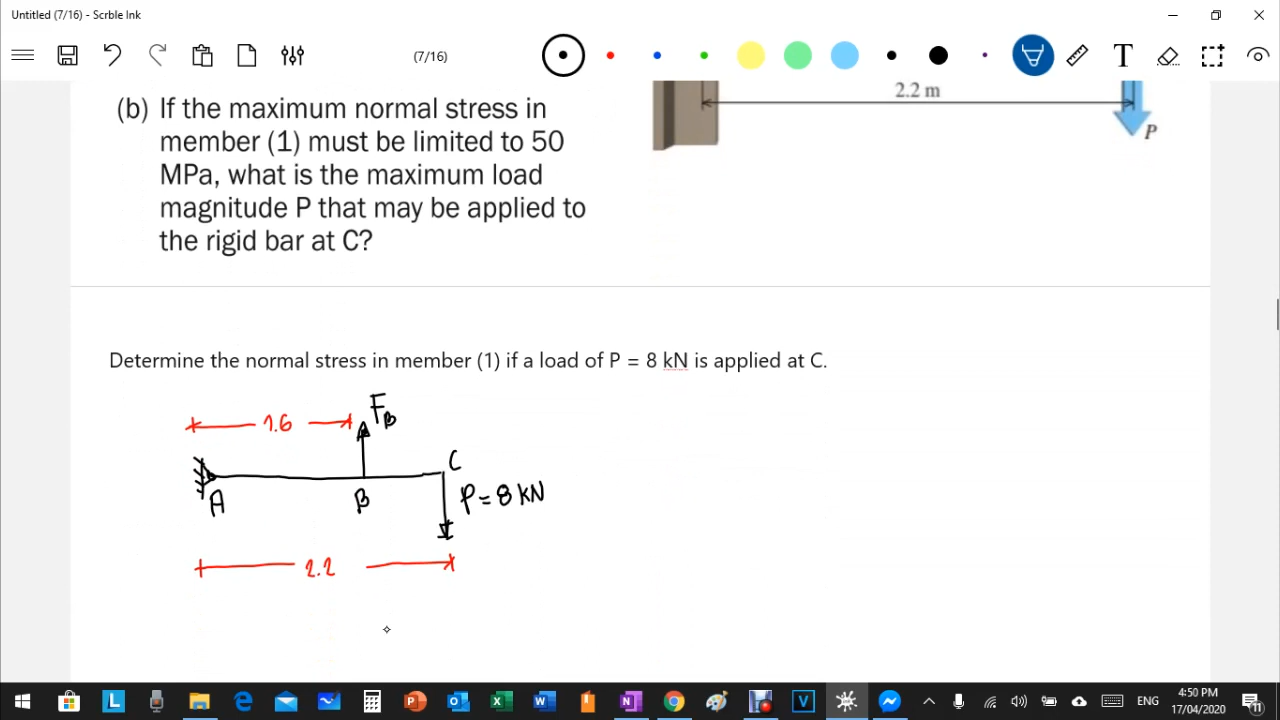 Untitled (7/16) - Scrble Ink
(7/16)
T
(b) If the maximum normal stress in
member (1) must be limited to 50
MPa, what is the maximum load
magnitude P that may be applied to
the rigid bar at C?
2.2 m
P
Determine the normal stress in member (1) if a load of P = 8 kN is applied at C.
1.6
F_B
C
A
B
P = 8 KN
2.2
ENG
4:50 PM
17/04/2020
11